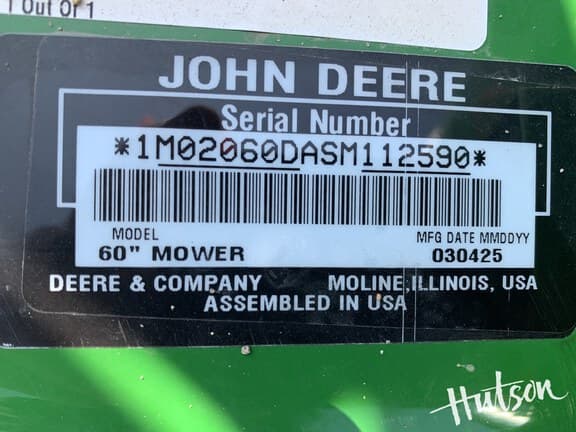 1 Out Of 1
JOHN DEERE
Serial Number
*1M02060DASM112590*
MODEL
60" MOWER
MFG DATE MMDDYY
030425
DEERE & COMPANY MOLINE, ILLINOIS, USA
ASSEMBLED IN USA
Hutson